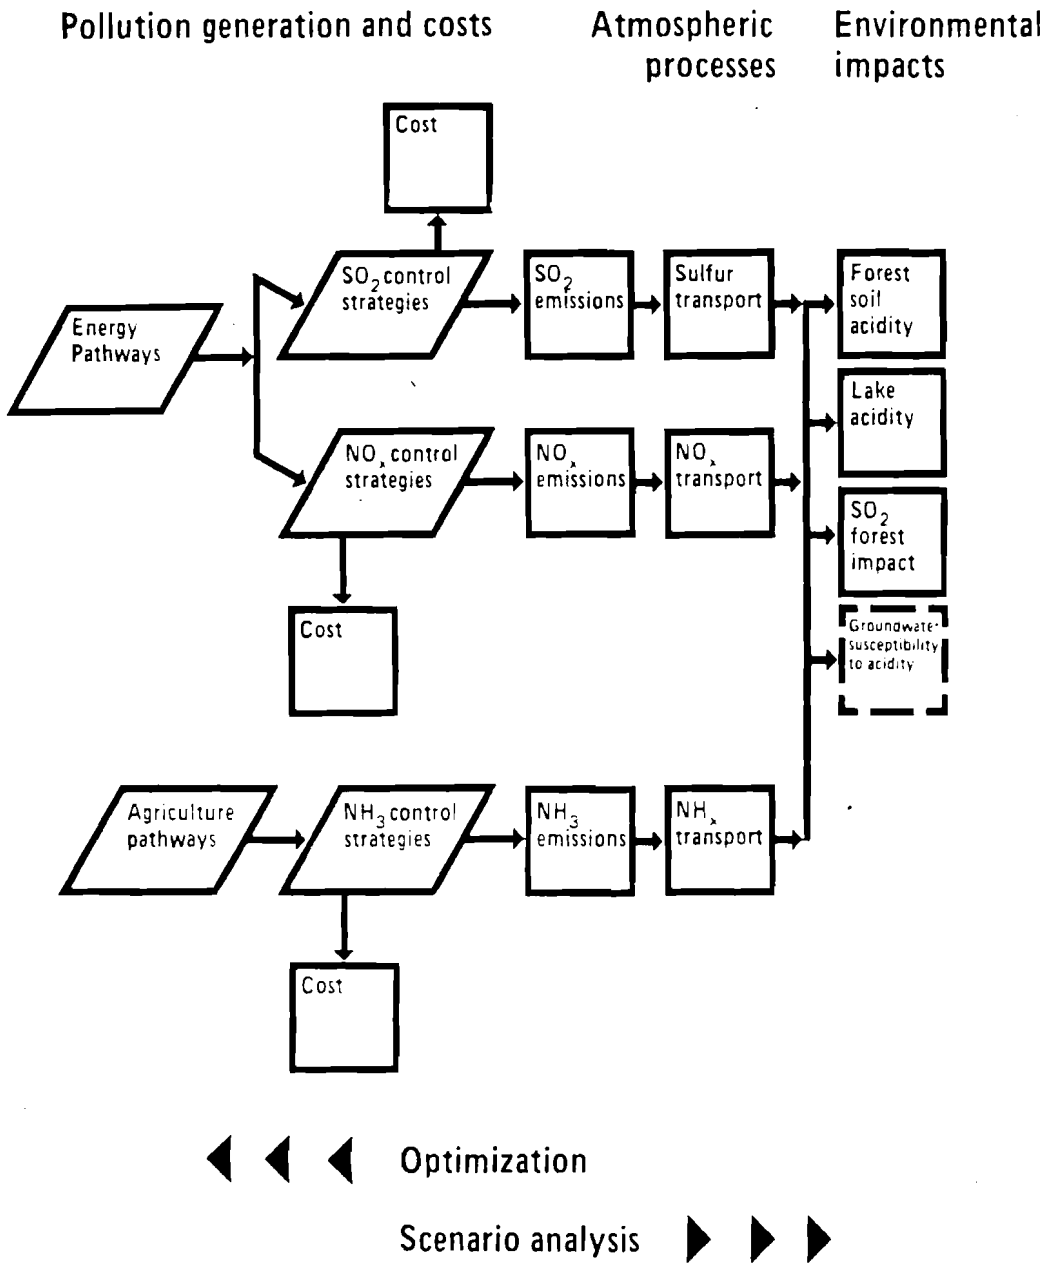 Pollution generation and costs
Atmospheric
processes
Environmental
impacts
Cost
SO₂ control
strategies
SO₂
emissions
Sulfur
transport
Forest
soil
acidity
Energy
Pathways
Lake
acidity
NOₓ control
strategies
NOₓ
emissions
NOₓ
transport
SO₂
forest
impact
Cost
Groundwater
susceptibility
to acidity
Agriculture
pathways
NH₃ control
strategies
NH₃
emissions
NHₓ
transport
Cost
Optimization
Scenario analysis